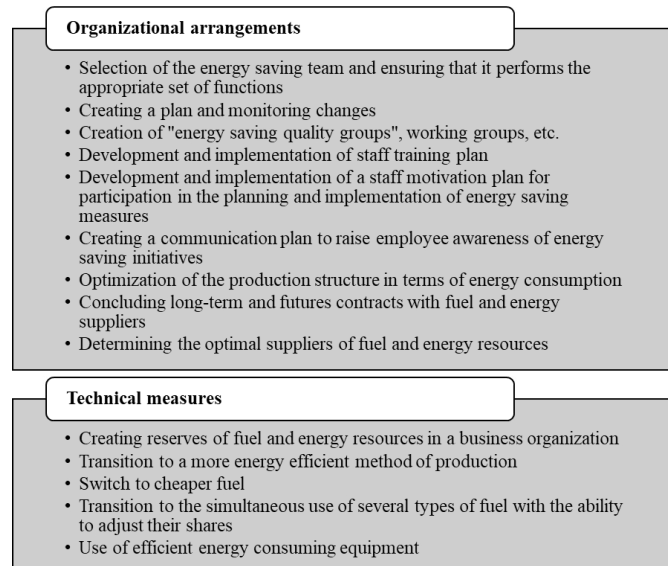 Organizational arrangements
• Selection of the energy saving team and ensuring that it performs the
appropriate set of functions
• Creating a plan and monitoring changes
• Creation of "energy saving quality groups", working groups, etc.
• Development and implementation of staff training plan
• Development and implementation of a staff motivation plan for
participation in the planning and implementation of energy saving
measures
• Creating a communication plan to raise employee awareness of energy
saving initiatives
• Optimization of the production structure in terms of energy consumption
• Concluding long-term and futures contracts with fuel and energy
suppliers
• Determining the optimal suppliers of fuel and energy resources
Technical measures
• Creating reserves of fuel and energy resources in a business organization
• Transition to a more energy efficient method of production
• Switch to cheaper fuel
• Transition to the simultaneous use of several types of fuel with the ability
to adjust their shares
• Use of efficient energy consuming equipment